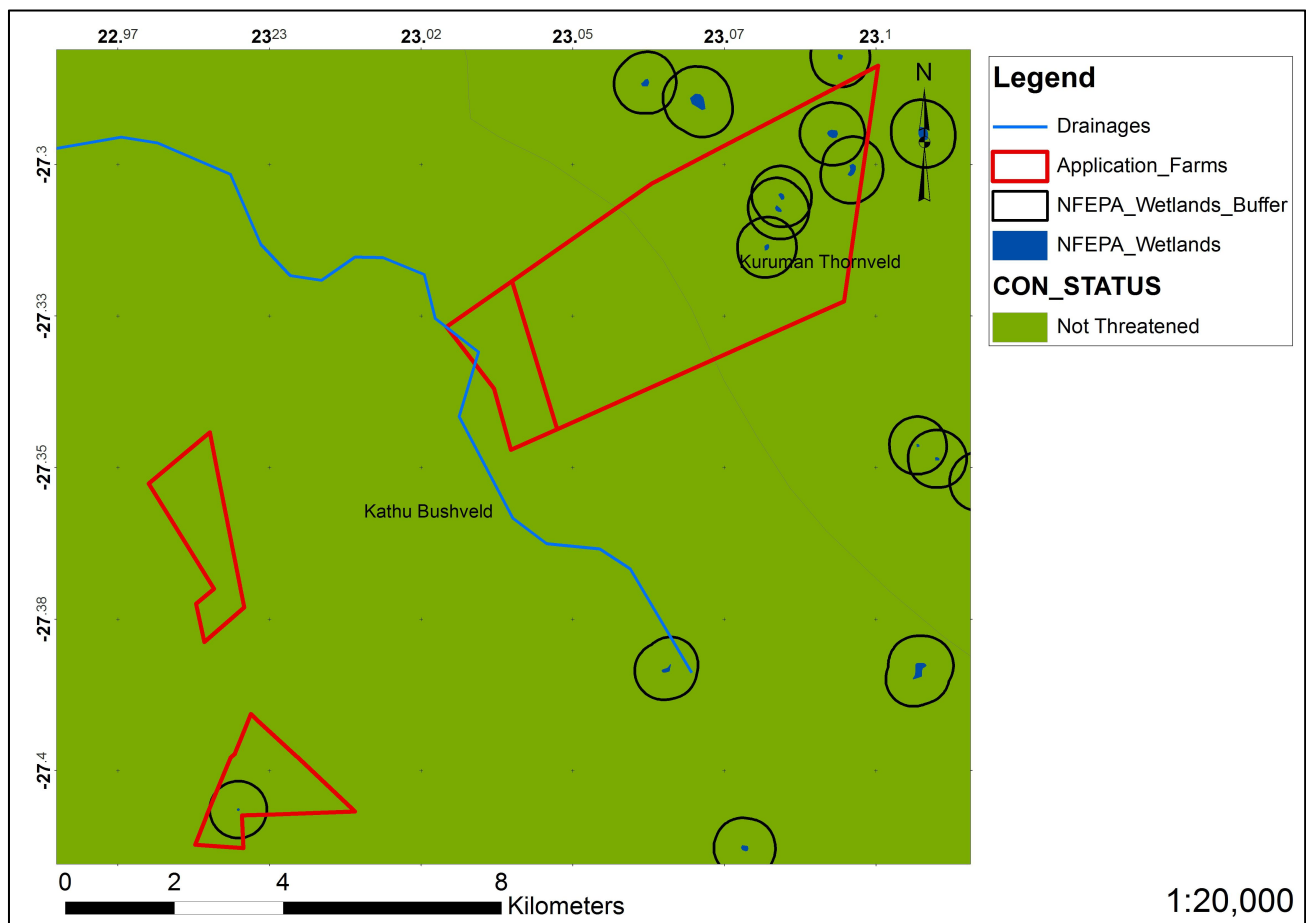 22.97 2323 23.02 23.05 23.07 23.1
N
-27.3
-27.33
-27.35
-27.38
-27.4
Kuruman Thornveld
Kathu Bushveld
Legend
Drainages
Application_Farms
NFEPA_Wetlands_Buffer
NFEPA_Wetlands
CON_STATUS
Not Threatened
0 2 4 8
Kilometers
1:20,000